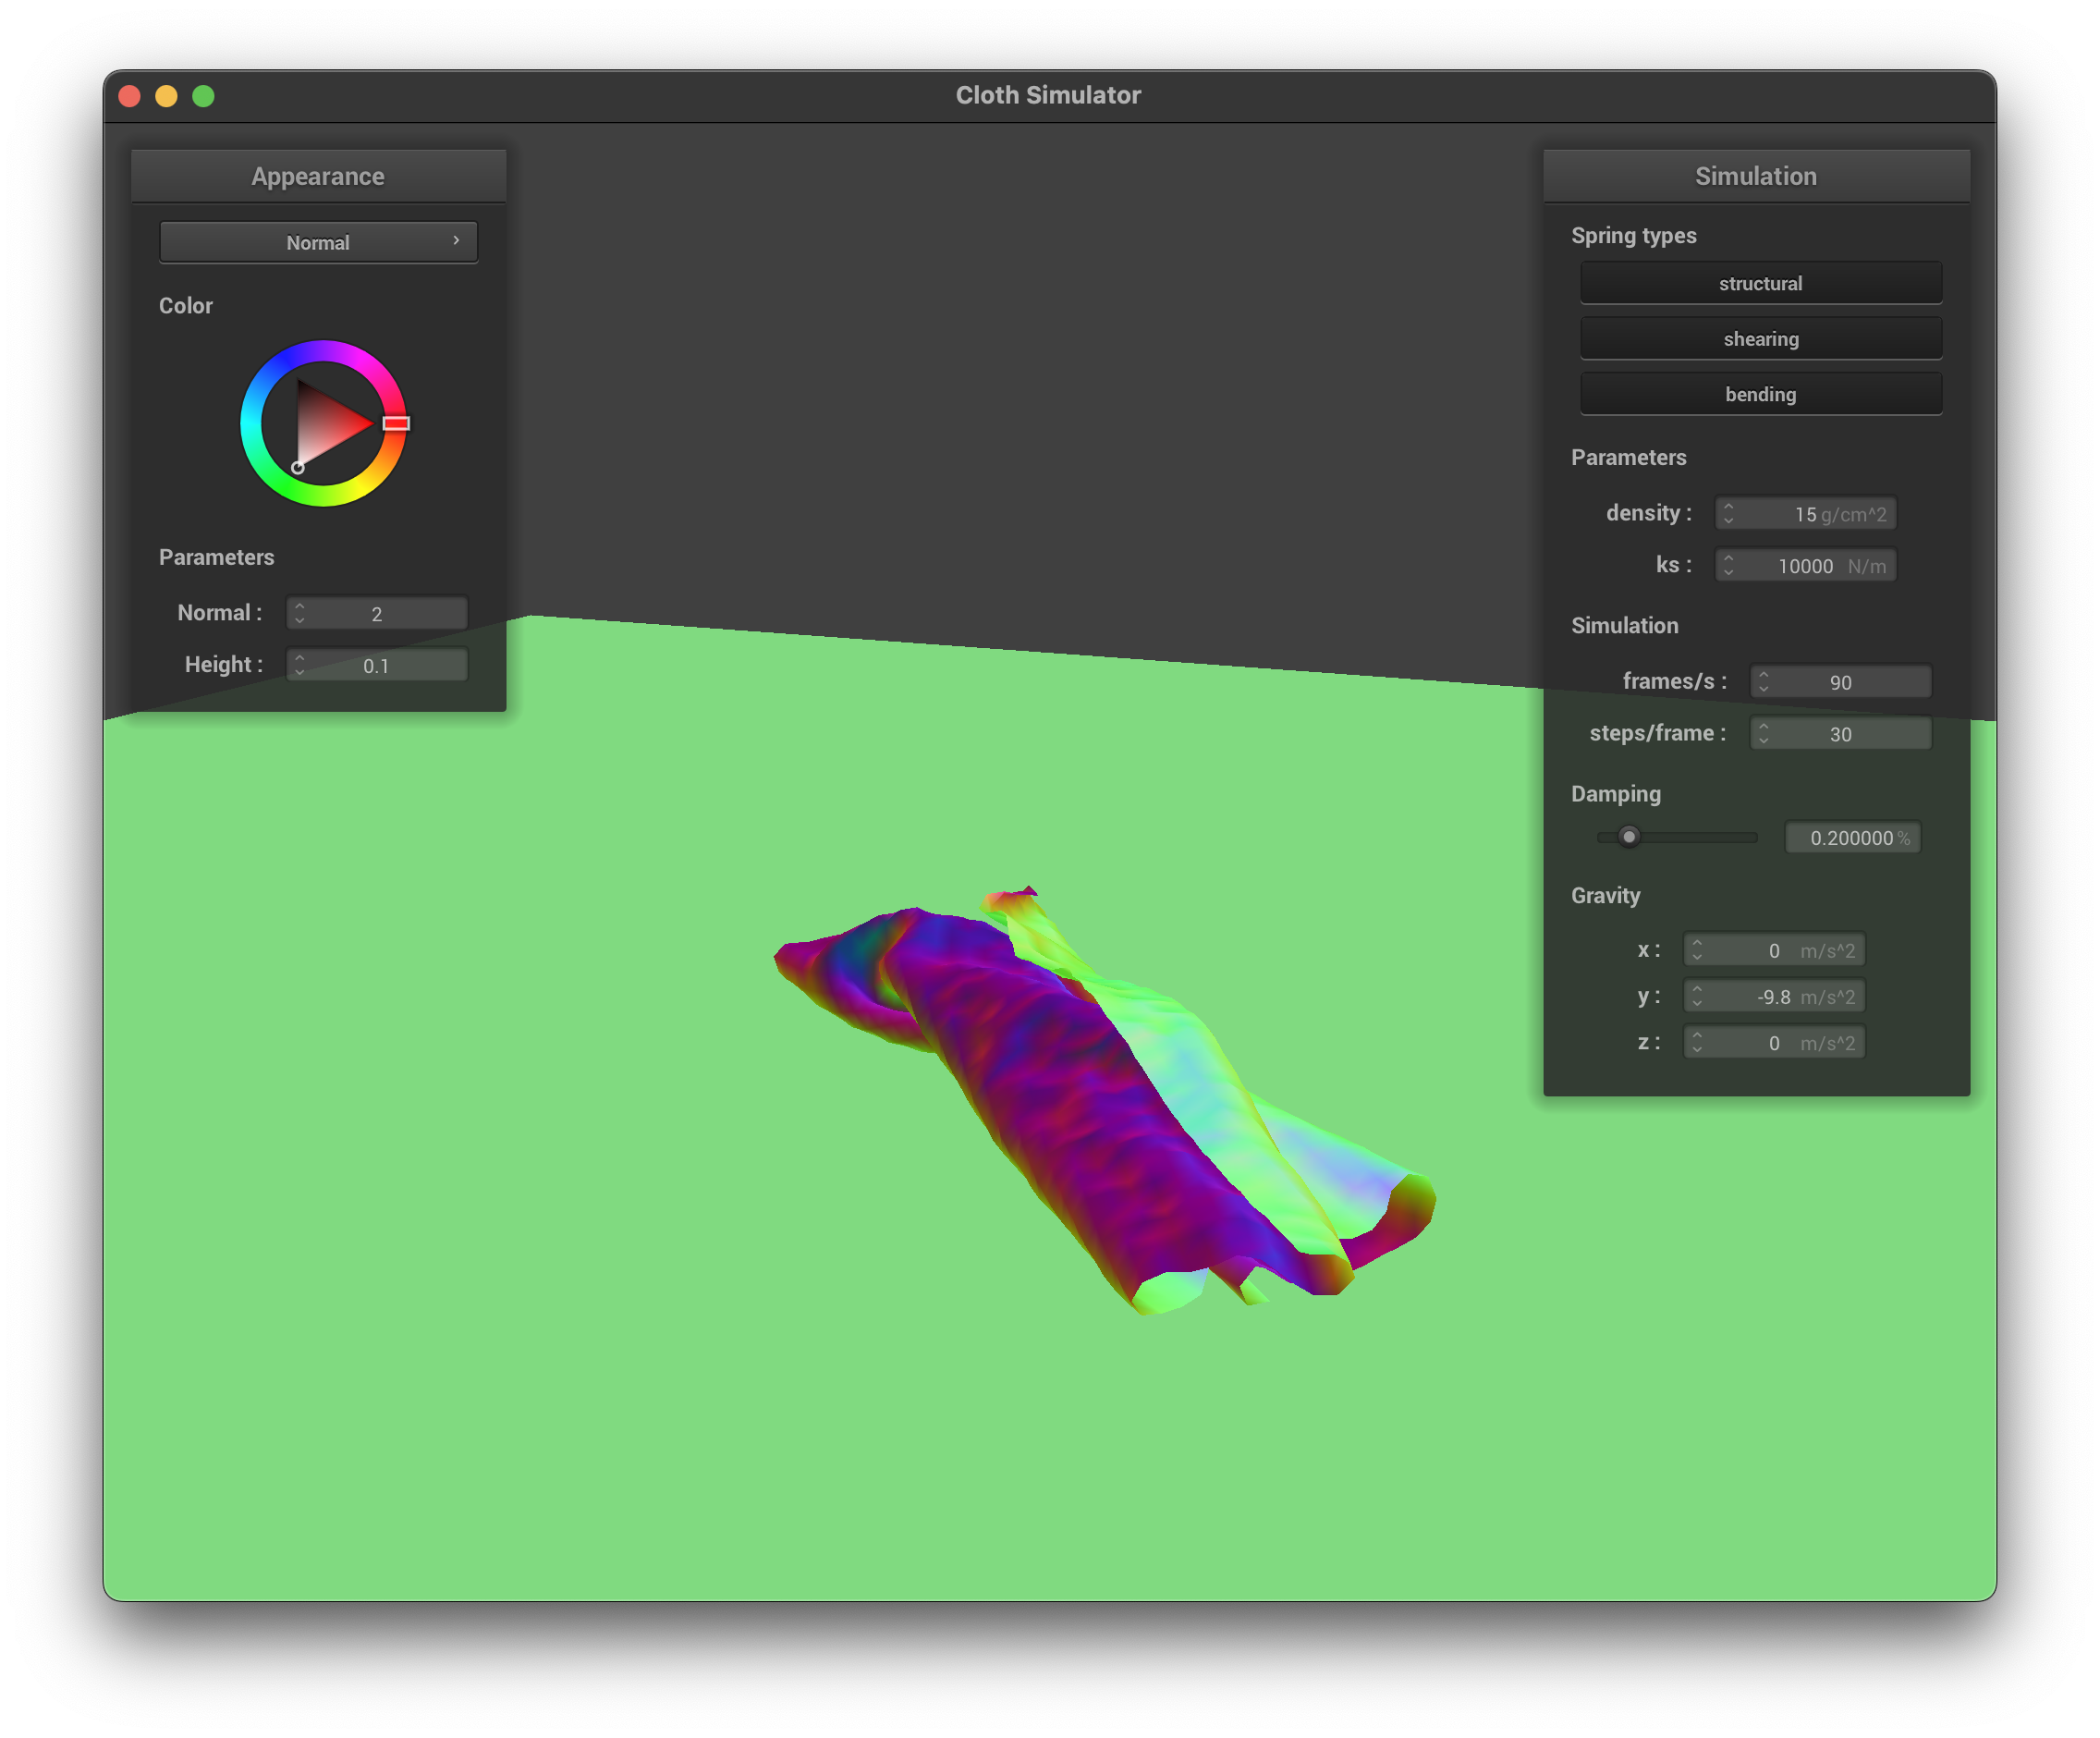 Cloth Simulator
Appearance
Normal
Color
Parameters
Normal : 2
Height : 0.1
Simulation
Spring types
structural
shearing
bending
Parameters
density : 15 g/cm^2
ks : 10000 N/m
Simulation
frames/s : 90
steps/frame : 30
Damping
0.200000 %
Gravity
x : 0 m/s^2
y : -9.8 m/s^2
z : 0 m/s^2